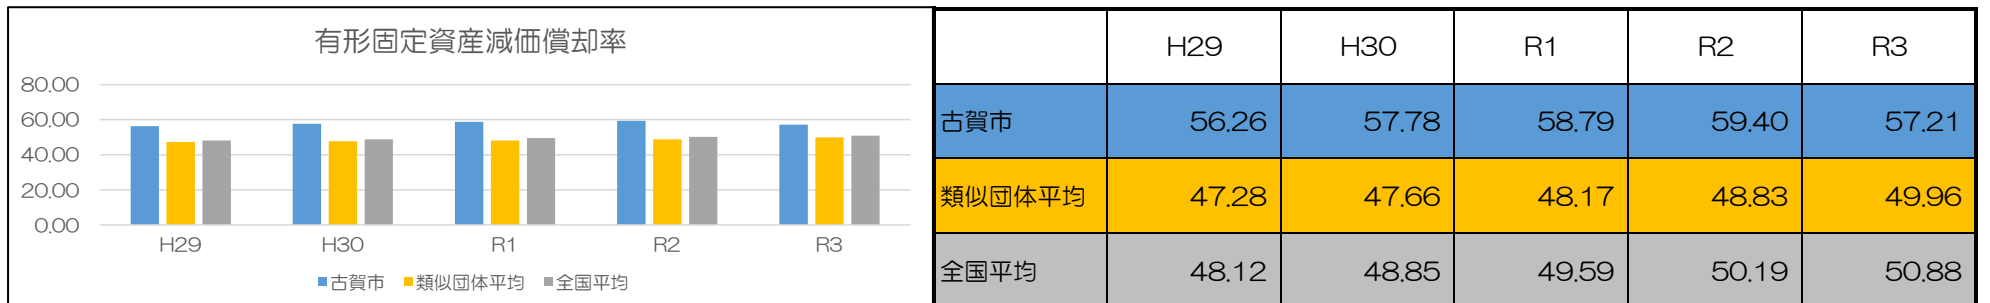 有形固定資産減価償却率
80.00
60.00
40.00
20.00
0.00
H29 H30 R1 R2 R3
古賀市 類似団体平均 全国平均
H29 H30 R1 R2 R3
古賀市 56.26 57.78 58.79 59.40 57.21
類似団体平均 47.28 47.66 48.17 48.83 49.96
全国平均 48.12 48.85 49.59 50.19 50.88